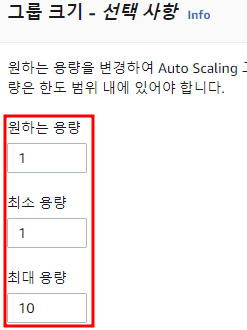 그룹 크기 - 선택 사항 Info
원하는 용량을 변경하여 Auto Scaling
량은 한도 범위 내에 있어야 합니다.
원하는 용량
1
최소 용량
1
최대 용량
10